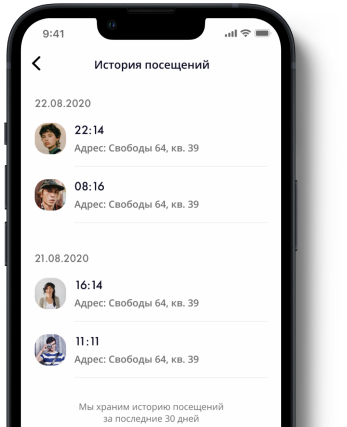 9:41
История посещений
22.08.2020
22:14
Адрес: Свободы 64, кв. 39
08:16
Адрес: Свободы 64, кв. 39
21.08.2020
16:14
Адрес: Свободы 64, кв. 39
11:11
Адрес: Свободы 64, кв. 39
Мы храним историю посещений
за последние 30 дней